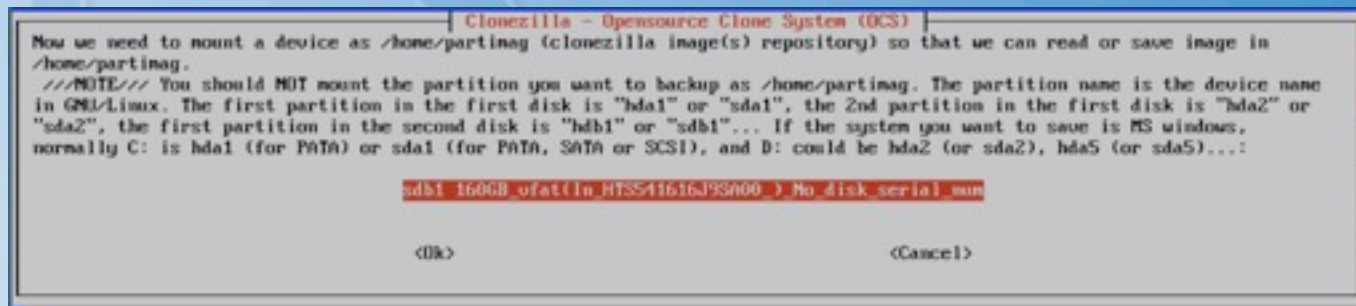 Clonezilla - Opensource Clone System (OCS)
Now we need to mount a device as /home/partimag (clonezilla image(s) repository) so that we can read or save image in
/home/partimag.
///NOTE/// You should NOT mount the partition you want to backup as /home/partimag. The partition name is the device name
in GNU/Linux. The first partition in the first disk is "hda1" or "sda1", the 2nd partition in the first disk is "hda2" or
"sda2", the first partition in the second disk is "hdb1" or "sdb1"... If the system you want to save is MS windows,
normally C: is hda1 (for PATA) or sda1 (for PATA, SATA or SCSI), and D: could be hda2 (or sda2), hda5 (or sda5)...:
sdb1_160GB_vfat(In_HTS541616J9SA00_)_No_disk_serial_num
<Ok> <Cancel>